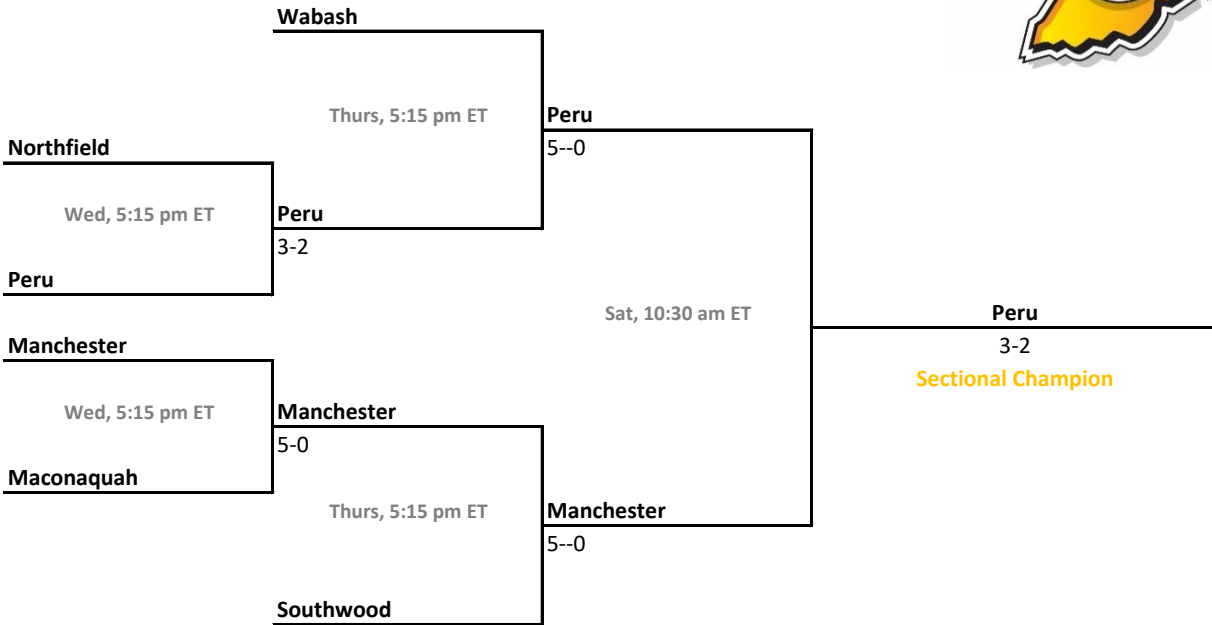 Wabash
Thurs, 5:15 pm ET
Peru
5--0
Northfield
Wed, 5:15 pm ET
Peru
3-2
Peru
Sat, 10:30 am ET
Peru
3-2
Sectional Champion
Manchester
Wed, 5:15 pm ET
Manchester
5-0
Maconaquah
Thurs, 5:15 pm ET
Manchester
5--0
Southwood